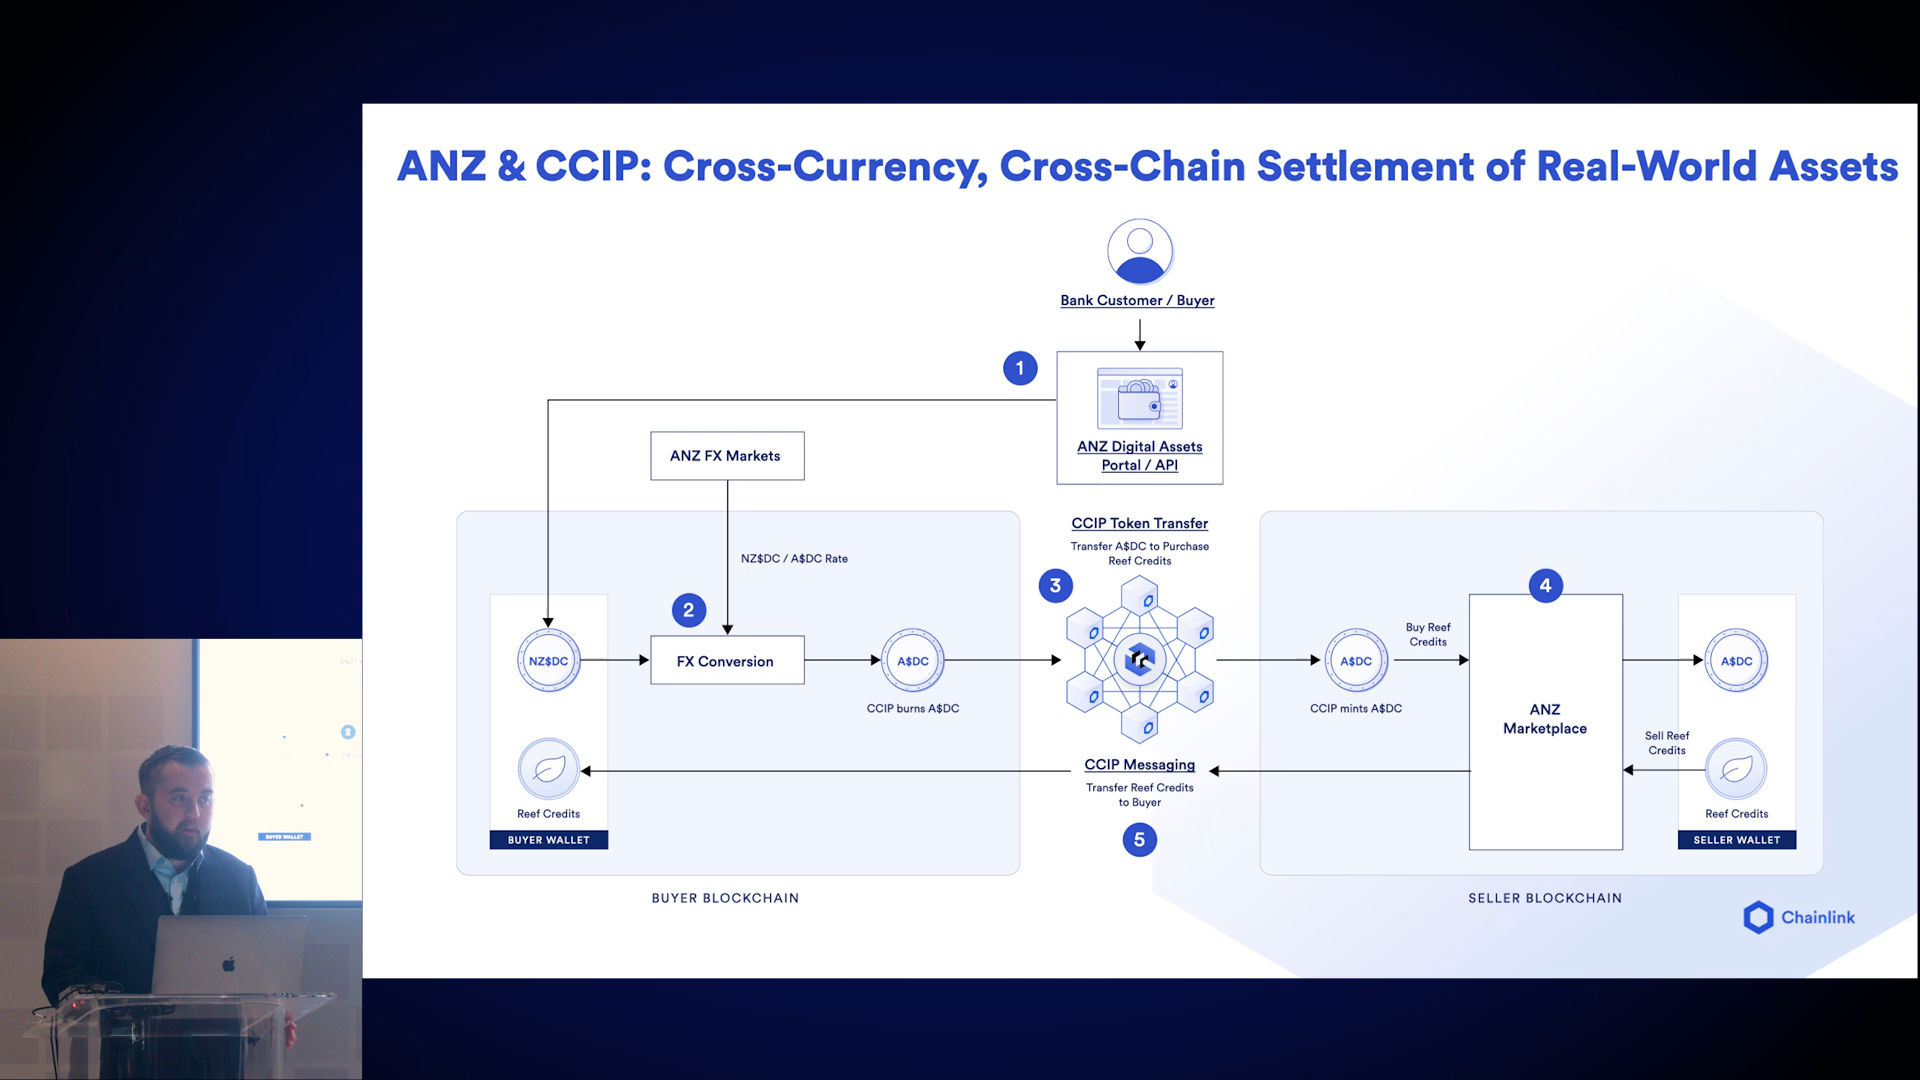 ANZ & CCIP: Cross-Currency, Cross-Chain Settlement of Real-World Assets
Bank Customer / Buyer
1
ANZ Digital Assets
Portal / API
ANZ FX Markets
NZ$DC / A$DC Rate
CCIP Token Transfer
Transfer A$DC to Purchase
Reef Credits
2
3
4
NZ$DC
FX Conversion
A$DC
CCIP burns A$DC
A$DC
CCIP mints A$DC
Buy Reef
Credits
ANZ
Marketplace
A$DC
Sell Reef
Credits
Reef Credits
BUYER WALLET
CCIP Messaging
Transfer Reef Credits
to Buyer
5
Reef Credits
SELLER WALLET
BUYER BLOCKCHAIN
SELLER BLOCKCHAIN
Chainlink
2
BUYER WALLET